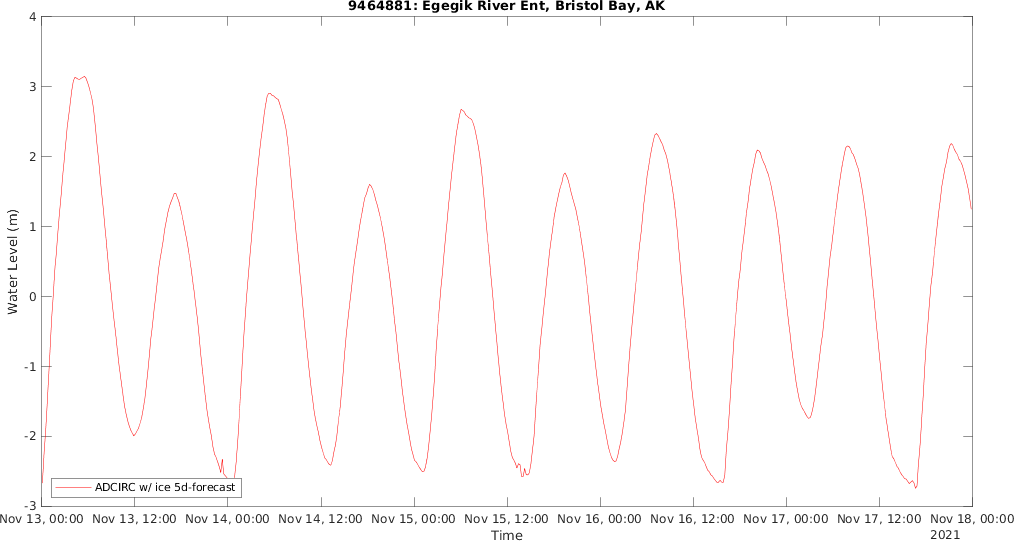 9464881: Egegik River Ent, Bristol Bay, AK
4
3
2
1
0
-1
-2
-3
Water Level (m)
ADCIRC w/ ice 5d-forecast
Nov 13, 00:00 Nov 13, 12:00 Nov 14, 00:00 Nov 14, 12:00 Nov 15, 00:00 Nov 15, 12:00 Nov 16, 00:00 Nov 16, 12:00 Nov 17, 00:00 Nov 17, 12:00 Nov 18, 00:00
Time
2021